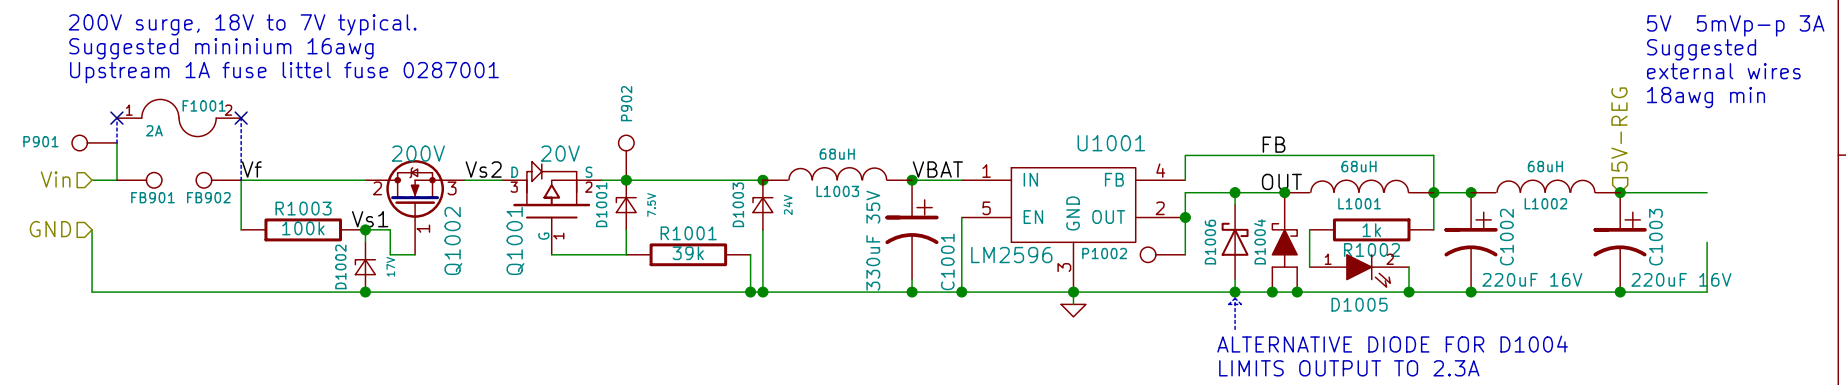 200V surge, 18V to 7V typical.
Suggested mininium 16awg
Upstream 1A fuse littel fuse 0287001
5V 5mVp-p 3A
Suggested
external wires
18awg min
P901
1
F1001
2
2A
Vin
GND
FB901
FB902
Vf
R1003
100k
Vs1
D1002
17V
200V
2
3
1
Q1002
Vs2
20V
D
3
S
2
G
1
Q1001
P902
D1001
7.5V
R1001
39k
D1003
24V
68uH
L1003
VBAT
330uF 35V
C1001
U1001
1
IN
5
EN
GND
3
FB
4
OUT
2
LM2596
P1002
FB
OUT
D1006
D1004
68uH
L1001
1k
R1002
1
2
D1005
68uH
L1002
C1002
220uF 16V
5V-REG
C1003
220uF 16V
ALTERNATIVE DIODE FOR D1004
LIMITS OUTPUT TO 2.3A